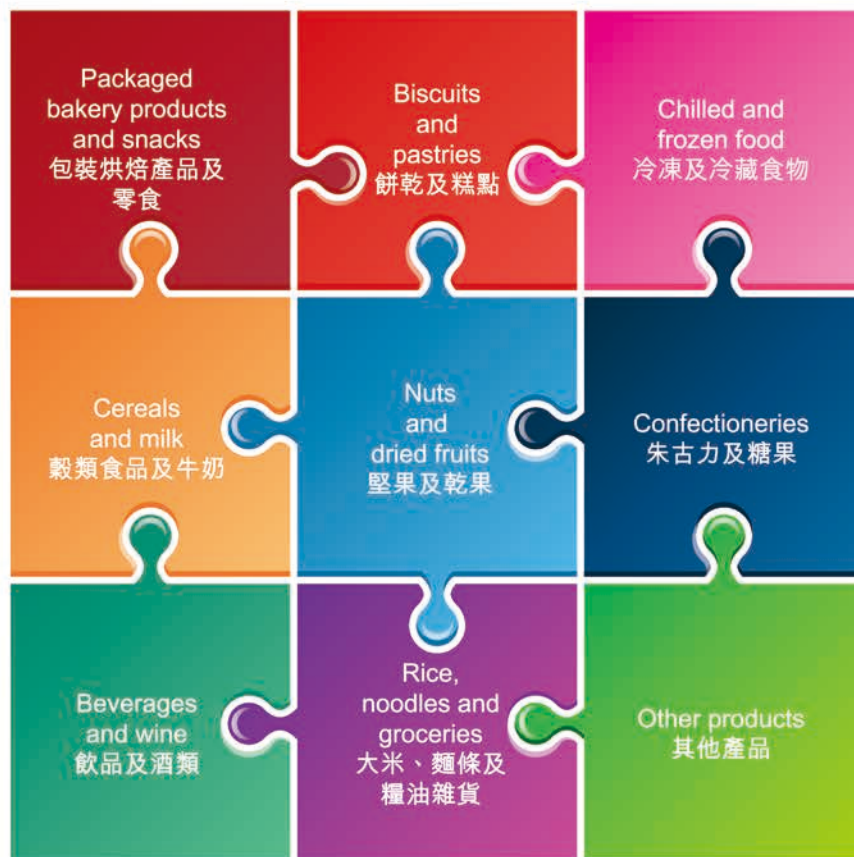 Packaged
bakery products
and snacks
包裝烘焙產品及
零食
Biscuits
and
pastries
餅乾及糕點
Chilled and
frozen food
冷凍及冷藏食物
Cereals
and milk
穀類食品及牛奶
Nuts
and
dried fruits
堅果及乾果
Confectioneries
朱古力及糖果
Beverages
and wine
飲品及酒類
Rice,
noodles and
groceries
大米、麵條及
糧油雜貨
Other products
其他產品